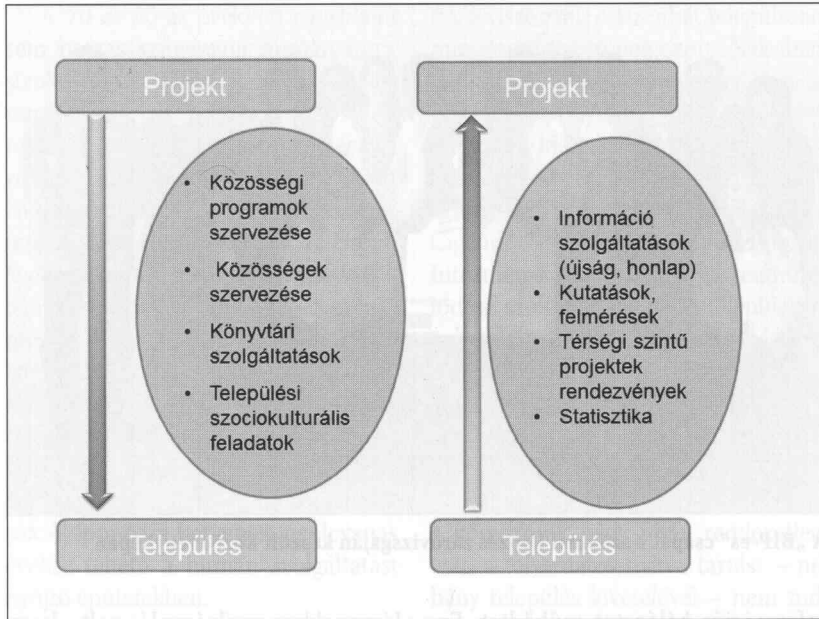 Projekt
• Közösségi
programok
szervezése
• Közösségek
szervezése
• Könyvtári
szolgáltatások
• Települési
szociokulturális
feladatok
Település
Projekt
• Információ
szolgáltatások
(újság, honlap)
• Kutatások,
felmérések
• Térségi szintű
projektek
rendezvények
• Statisztika
Település